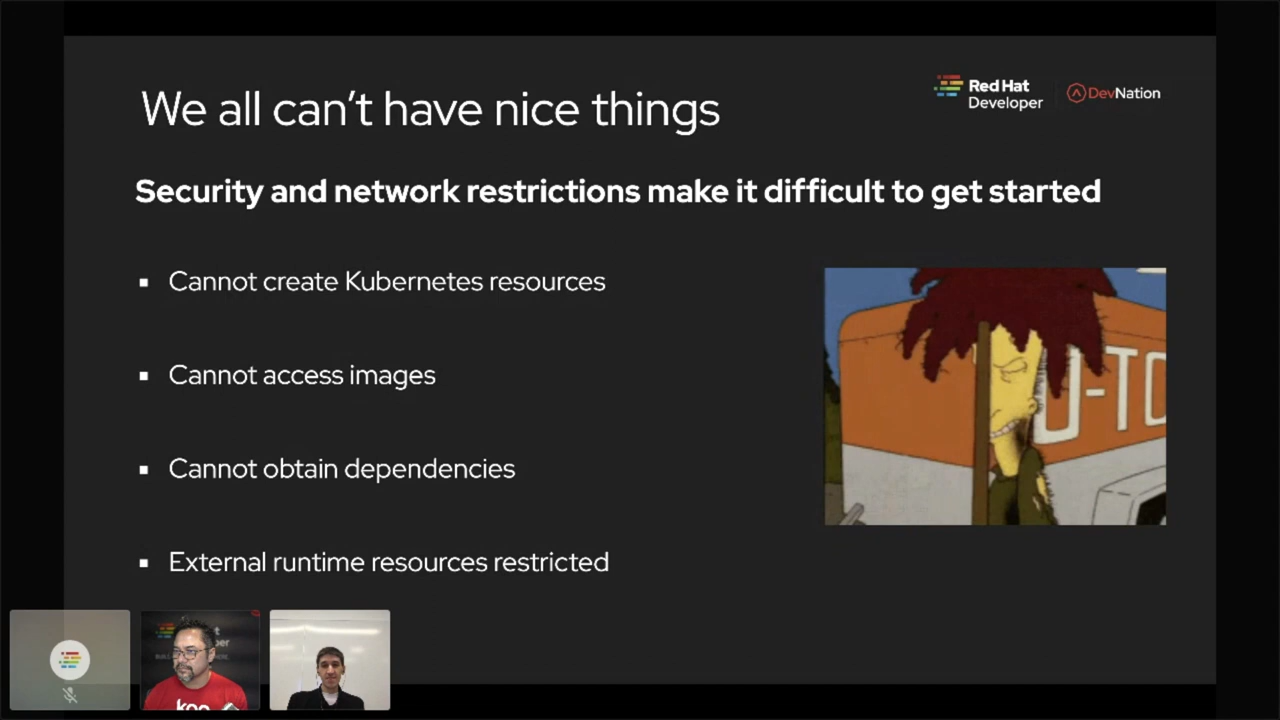 We all can't have nice things
Red Hat
Developer
DevNation
Security and network restrictions make it difficult to get started
▪ Cannot create Kubernetes resources
▪ Cannot access images
▪ Cannot obtain dependencies
▪ External runtime resources restricted